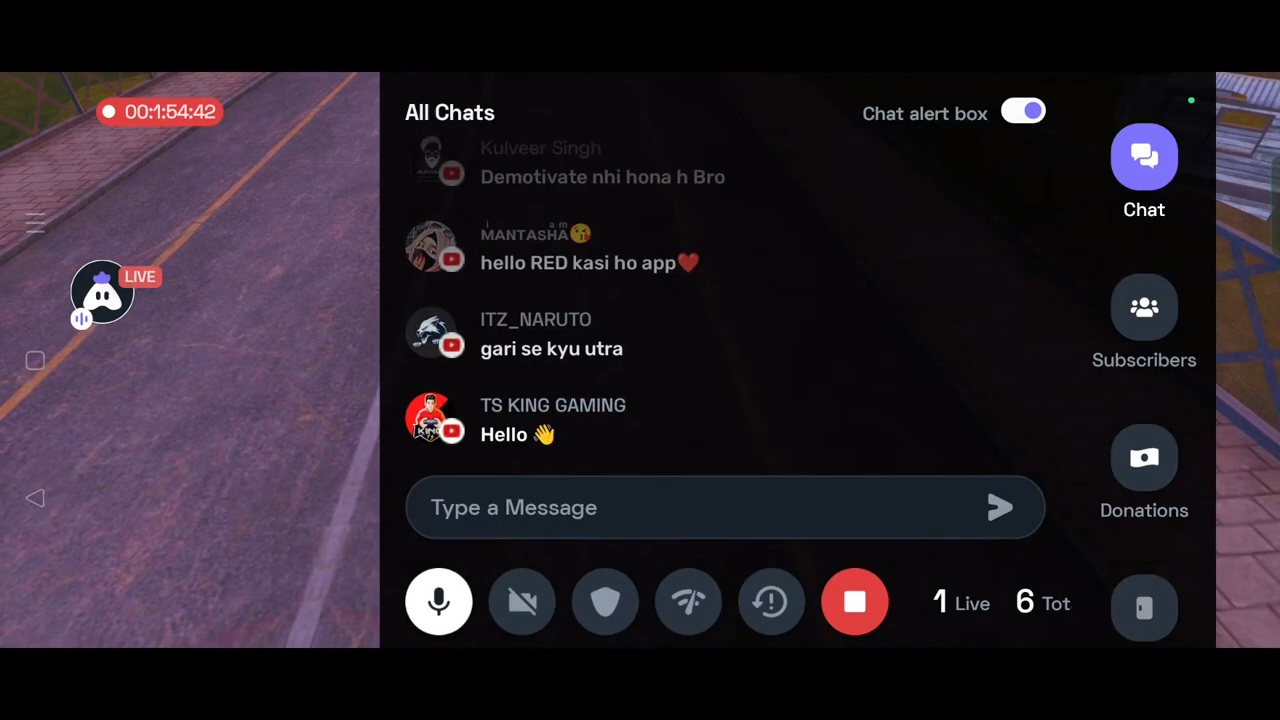 00:1:54:42
All Chats
Chat alert box
Kulveer Singh
Demotivate nhi hona h Bro
Chat
LIVE
MANTASHA😘
hello RED kasi ho app❤️
ITZ_NARUTO
gari se kyu utra
Subscribers
TS KING GAMING
Hello 👋
Type a Message
Donations
1 Live 6 Tot